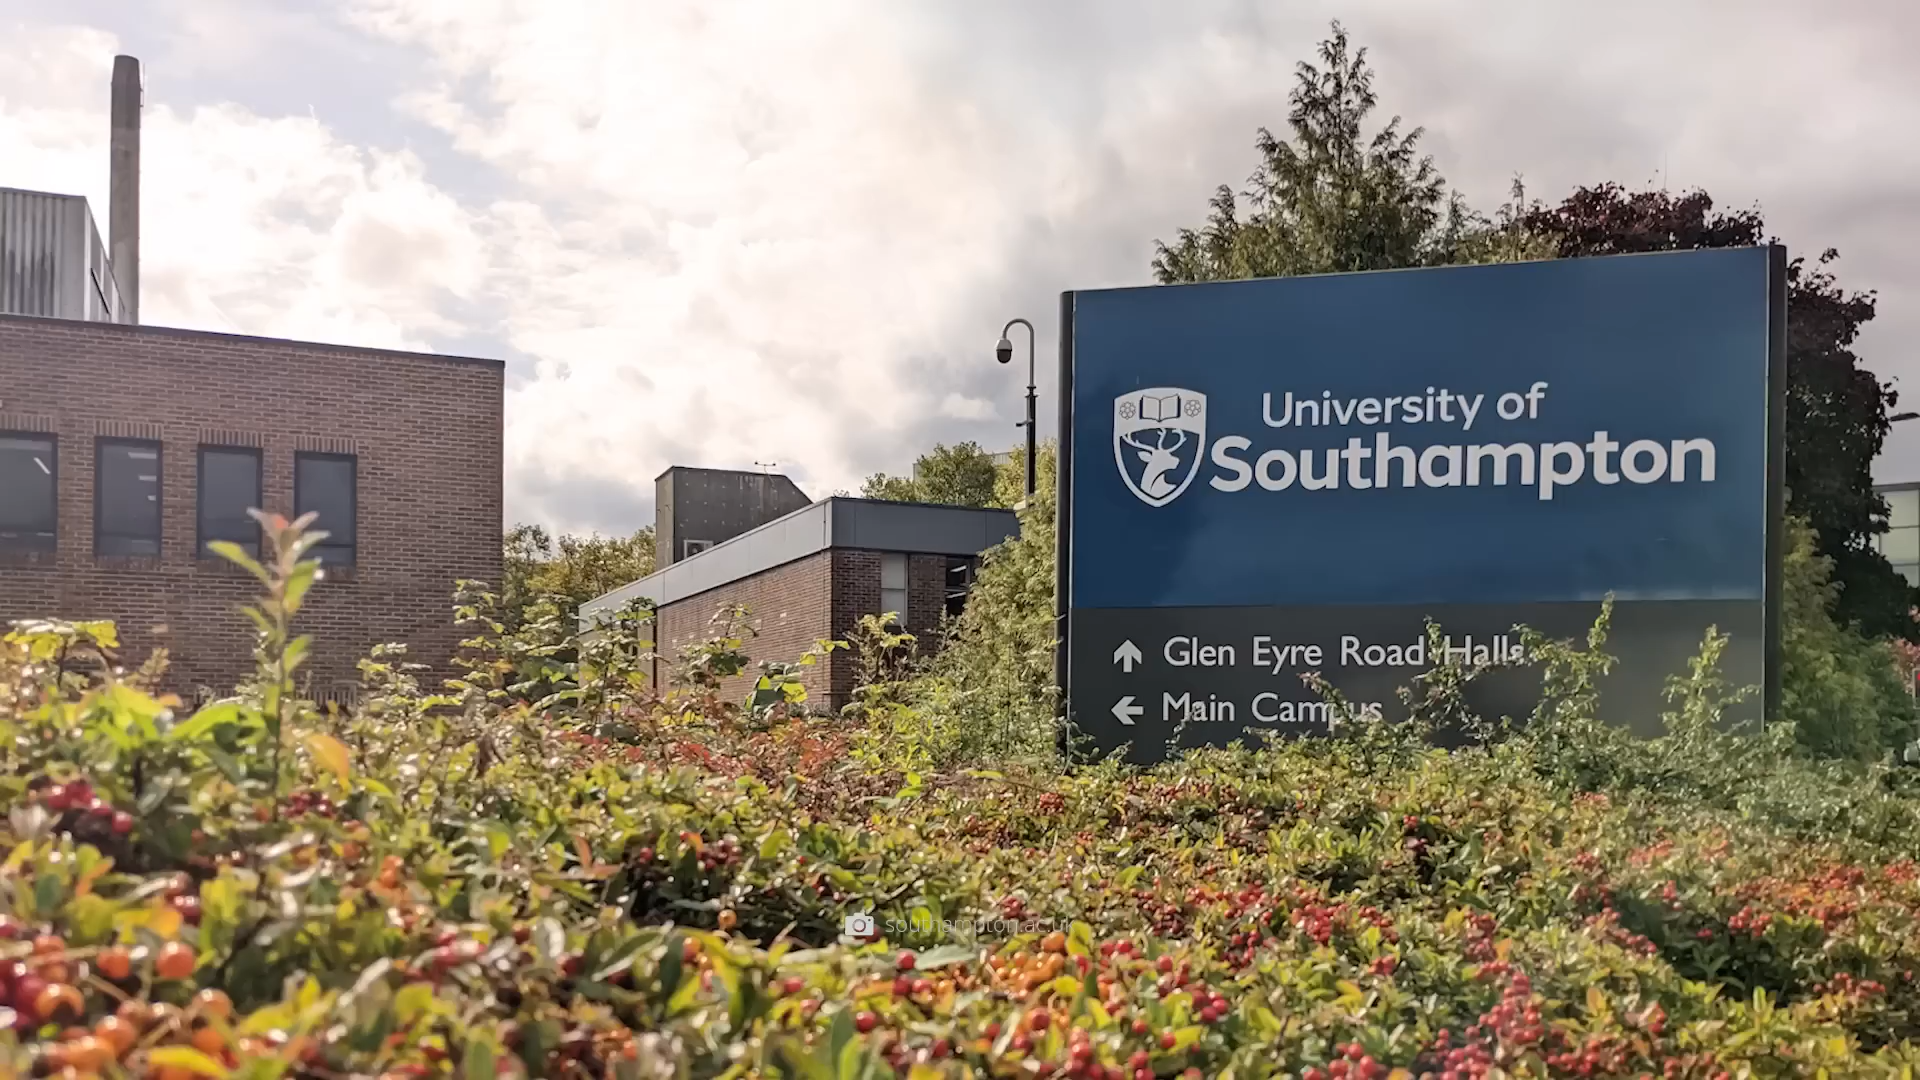 University of
Southampton
Glen Eyre Road Halls
Main Campus
southampton.ac.uk